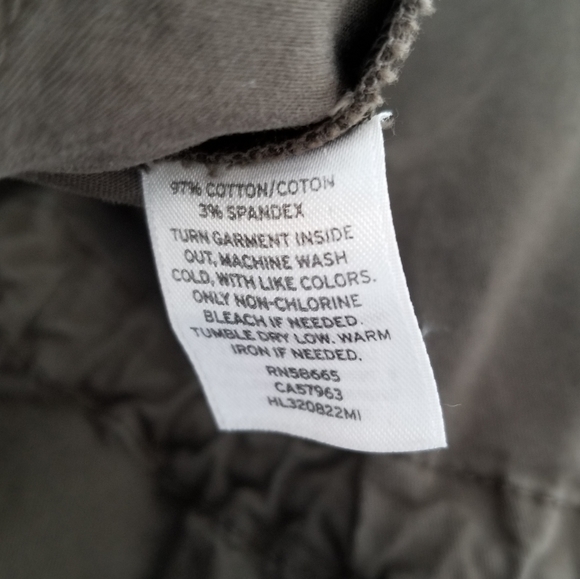 97% COTTON/COTON
3% SPANDEX
TURN GARMENT INSIDE
OUT, MACHINE WASH
COLD, WITH LIKE COLORS.
ONLY NON-CHLORINE
BLEACH IF NEEDED.
TUMBLE DRY LOW. WARM
IRON IF NEEDED.
RN58665
CA57963
HL320822MI